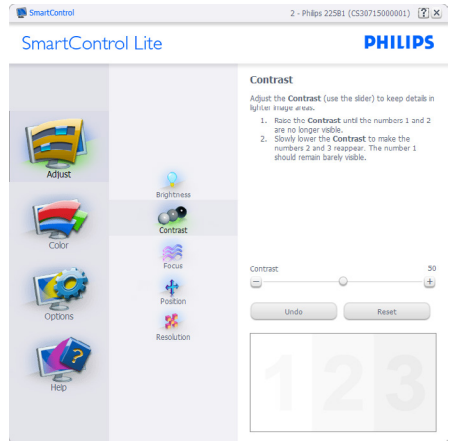 SmartControl
2 - Philips 225B1 (CS30715000001)
SmartControl Lite
PHILIPS
Adjust
Color
Options
Help
Brightness
Contrast
Focus
Position
Resolution
Contrast
Adjust the Contrast (use the slider) to keep details in
lighter image areas.
1. Raise the Contrast until the numbers 1 and 2
are no longer visible.
2. Slowly lower the Contrast to make the
numbers 2 and 3 reappear. The number 1
should remain barely visible.
Contrast 50
Undo Reset
1 2 3